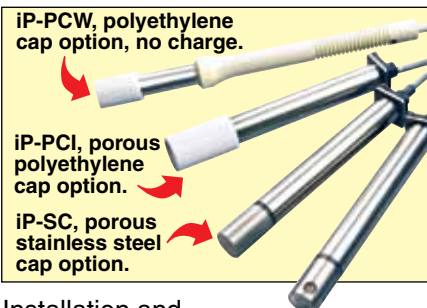 iP-PCW, polyethylene
cap option, no charge.
iP-PCI, porous
polyethylene
cap option.
iP-SC, porous
stainless steel
cap option.
Installation and